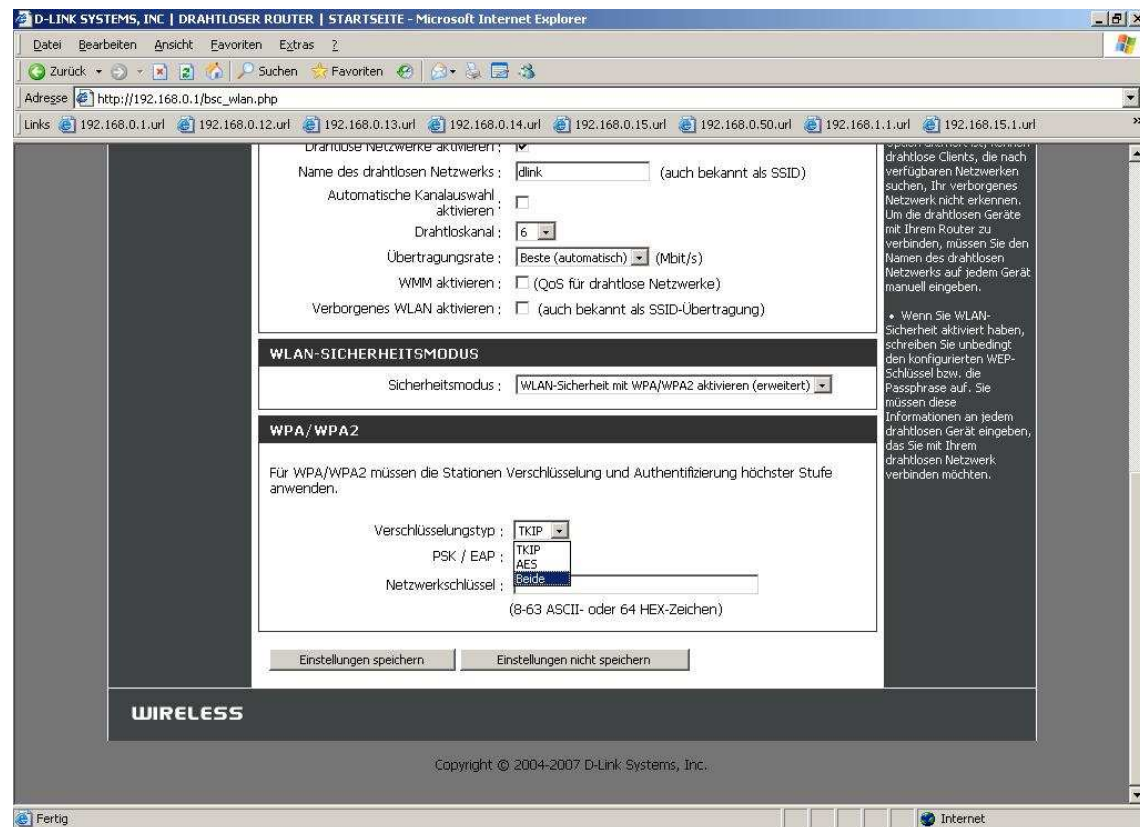 D-LINK SYSTEMS, INC | DRAHTLOSER ROUTER | STARTSEITE - Microsoft Internet Explorer
Datei Bearbeiten Ansicht Favoriten Extras ?
Zurück Suchen Favoriten
Adresse http://192.168.0.1/bsc_wlan.php
Links 192.168.0.1.url 192.168.0.12.url 192.168.0.13.url 192.168.0.14.url 192.168.0.15.url 192.168.0.50.url 192.168.1.1.url 192.168.15.1.url »
Drahtlose Netzwerke aktivieren :
Name des drahtlosen Netzwerks : dlink (auch bekannt als SSID)
Automatische Kanalauswahl aktivieren :
Drahtloskanal : 6
Übertragungsrate : Beste (automatisch) (Mbit/s)
WMM aktivieren : (QoS für drahtlose Netzwerke)
Verborgenes WLAN aktivieren : (auch bekannt als SSID-Übertragung)
WLAN-SICHERHEITSMODUS
Sicherheitsmodus : WLAN-Sicherheit mit WPA/WPA2 aktivieren (erweitert)
WPA/WPA2
Für WPA/WPA2 müssen die Stationen Verschlüsselung und Authentifizierung höchster Stufe
anwenden.
Verschlüsselungstyp : TKIP
TKIP
AES
Beide
PSK / EAP :
Netzwerkschlüssel :
(8-63 ASCII- oder 64 HEX-Zeichen)
Einstellungen speichern Einstellungen nicht speichern
drahtlose Clients, die nach
verfügbaren Netzwerken
suchen, Ihr verborgenes
Netzwerk nicht erkennen.
Um die drahtlosen Geräte
mit Ihrem Router zu
verbinden, müssen Sie den
Namen des drahtlosen
Netzwerks auf jedem Gerät
manuell eingeben.
• Wenn Sie WLAN-
Sicherheit aktiviert haben,
schreiben Sie unbedingt
den konfigurierten WEP-
Schlüssel bzw. die
Passphrase auf. Sie
müssen diese
Informationen an jedem
drahtlosen Gerät eingeben,
das Sie mit Ihrem
drahtlosen Netzwerk
verbinden möchten.
WIRELESS
Copyright © 2004-2007 D-Link Systems, Inc.
Fertig Internet